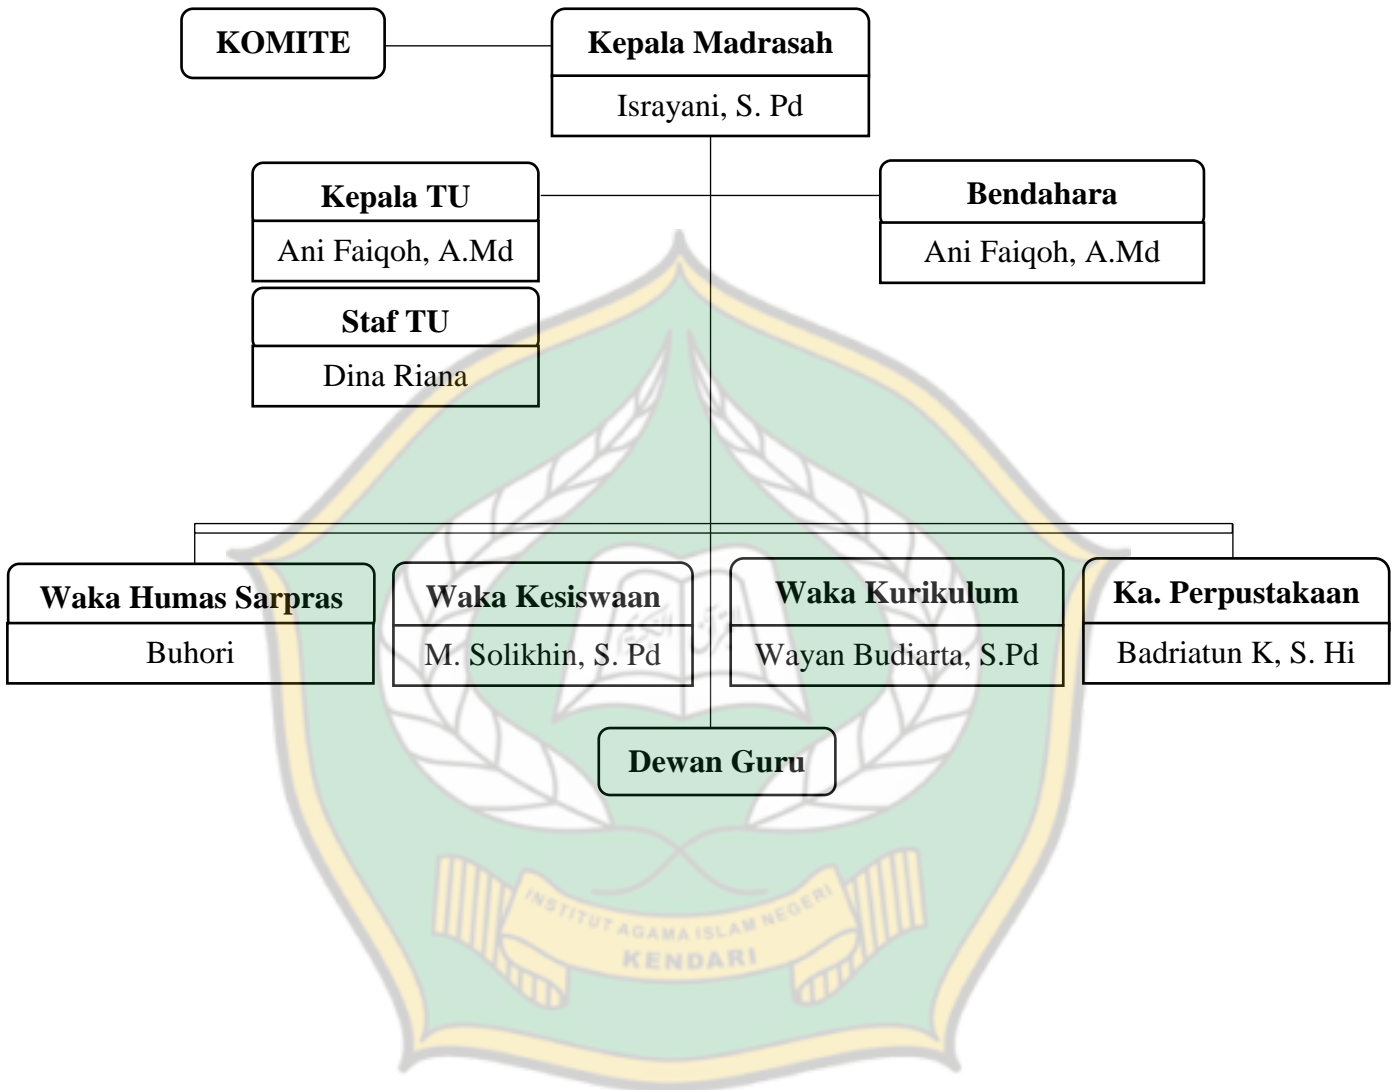 KOMITE
Kepala Madrasah
Israyani, S. Pd
Kepala TU
Ani Faiqoh, A.Md
Bendahara
Ani Faiqoh, A.Md
Staf TU
Dina Riana
Waka Humas Sarpras
Buhori
Waka Kesiswaan
M. Solikhin, S. Pd
Waka Kurikulum
Wayan Budiarta, S.Pd
Ka. Perpustakaan
Badriatun K, S. Hi
Dewan Guru
INSTITUT AGAMA ISLAM NEGERI
KENDARI